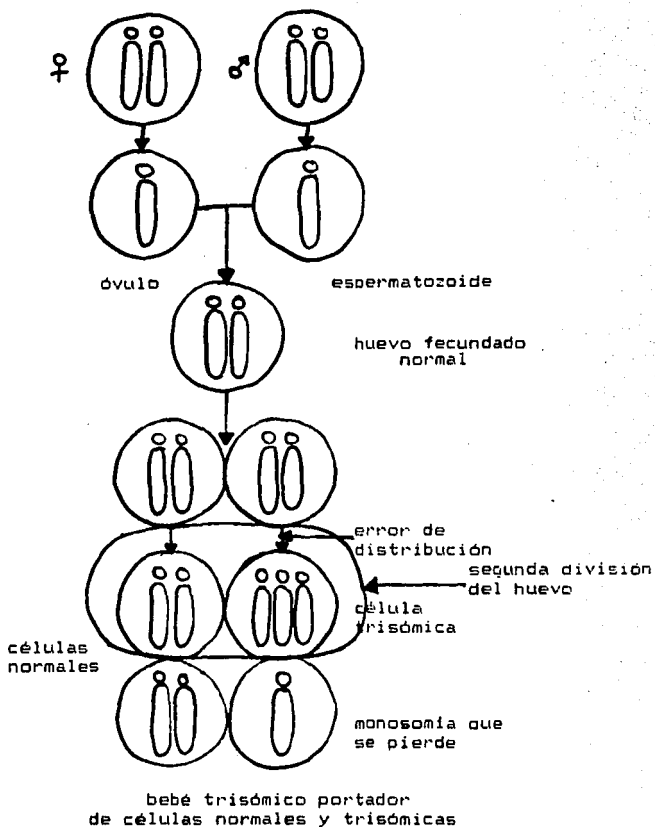 óvulo
espermatozoide
huevo fecundado
normal
error de
distribución
segunda división
del huevo
célula
trisómica
células
normales
monosomía que
se pierde
bebé trisómico portador
de células normales y trisómicas